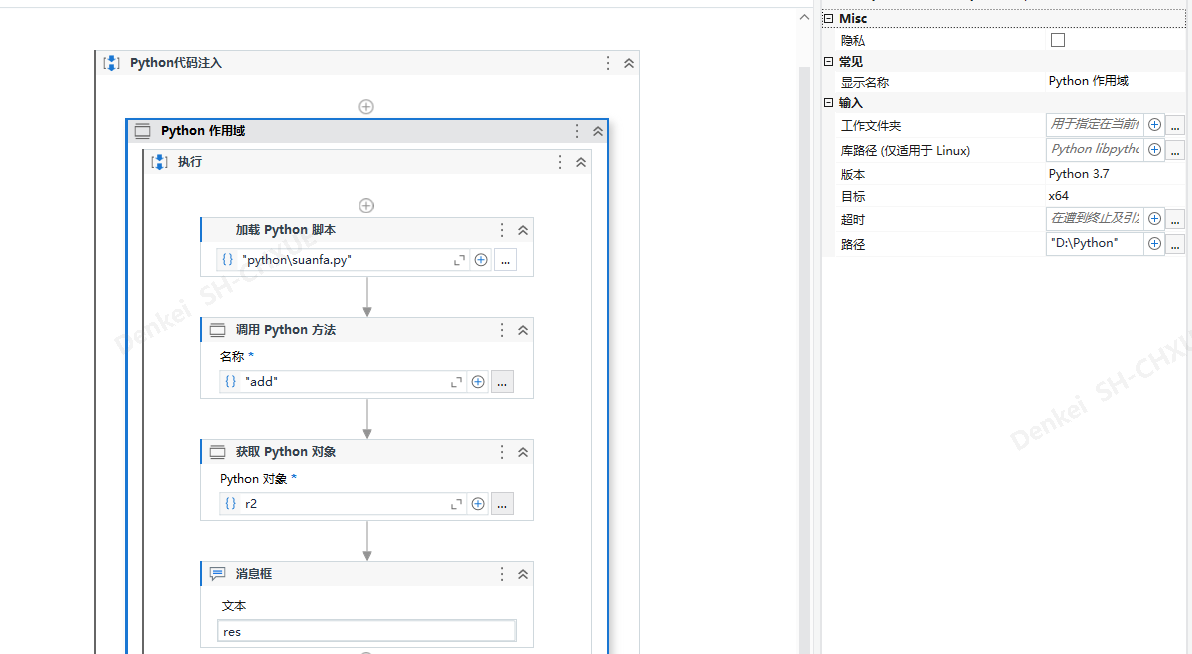 Python代码注入
Python 作用域
执行
加载 Python 脚本
"python\suanfa.py"
...
调用 Python 方法
名称 *
"add"
...
获取 Python 对象
Python 对象 *
r2
...
消息框
文本
res
Misc
隐私
常见
显示名称 Python 作用域
输入
工作文件夹 用于指定在当前 ...
库路径 (仅适用于 Linux) Python libpytho ...
版本 Python 3.7
目标 x64
超时 在遭到终止及引发 ...
路径 "D:\Python" ...
Denkei SH-CHXUE
Denkei SH-CHXU